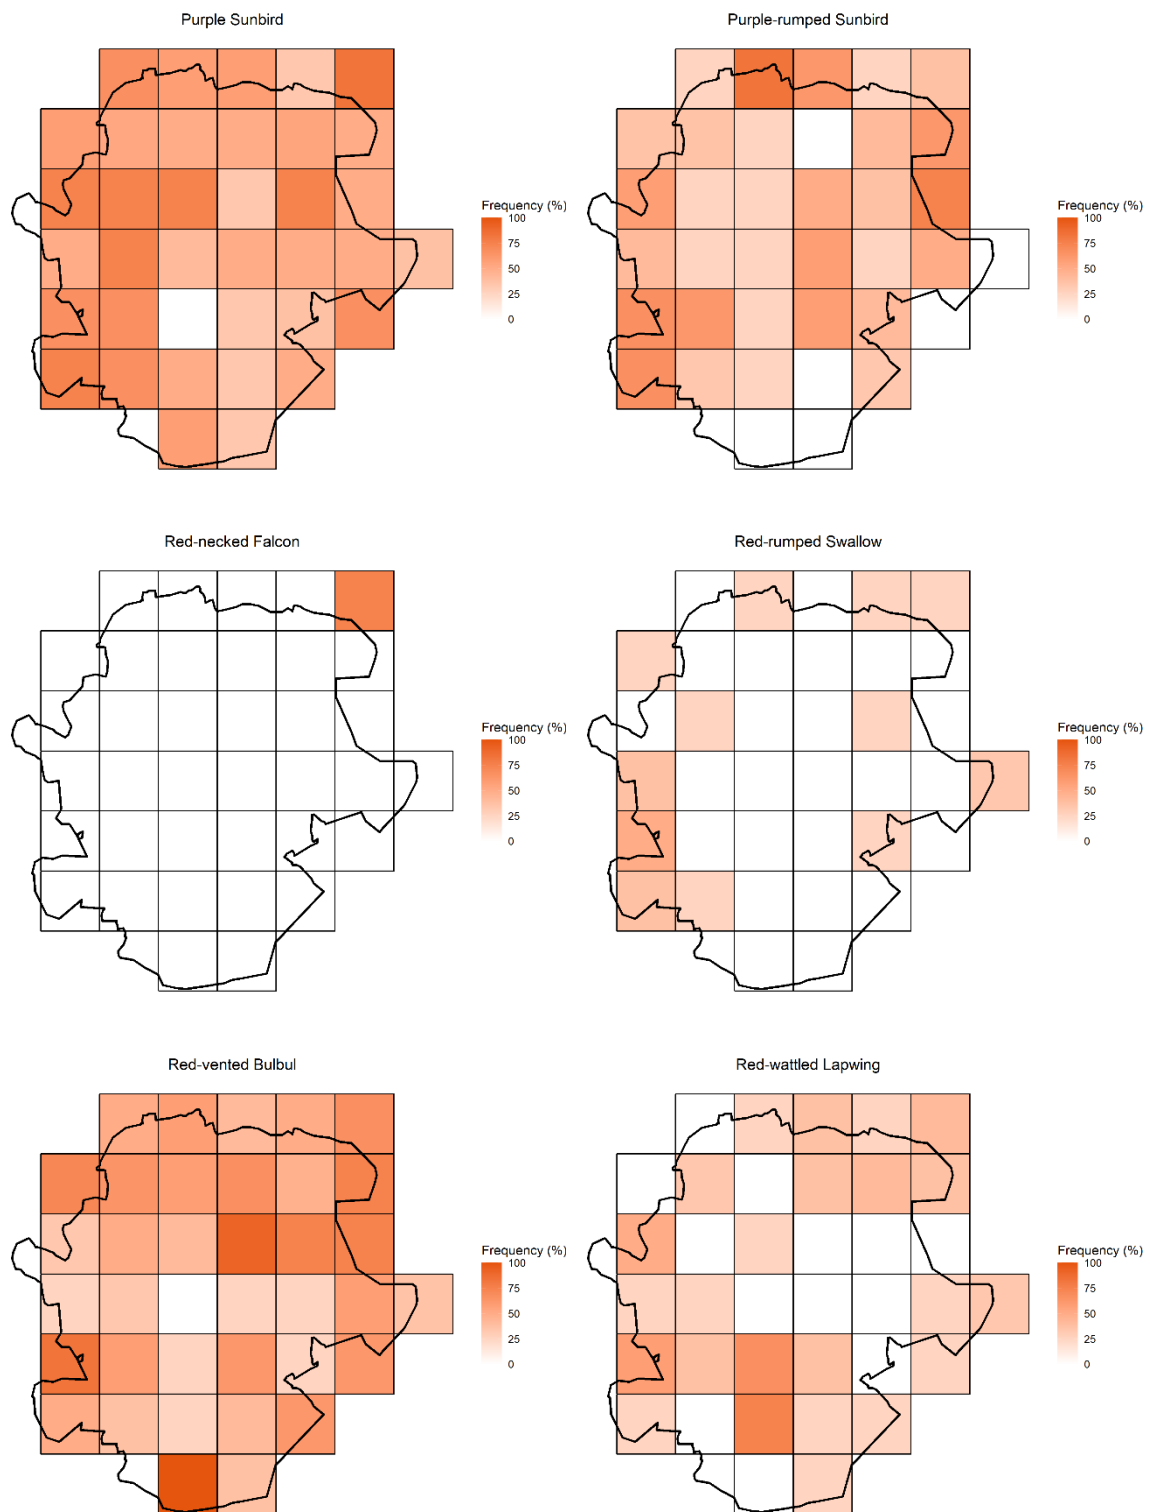 Purple Sunbird
Purple-rumped Sunbird
Frequency (%)
100
75
50
25
0
Frequency (%)
100
75
50
25
0
Red-necked Falcon
Red-rumped Swallow
Frequency (%)
100
75
50
25
0
Frequency (%)
100
75
50
25
0
Red-vented Bulbul
Red-wattled Lapwing
Frequency (%)
100
75
50
25
0
Frequency (%)
100
75
50
25
0